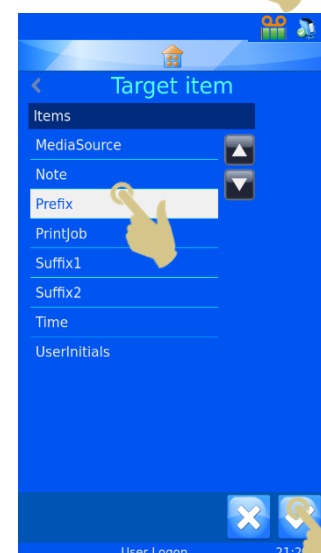 Target item
Items
MediaSource
Note
Prefix
PrintJob
Suffix1
Suffix2
Time
UserInitials
User Logon